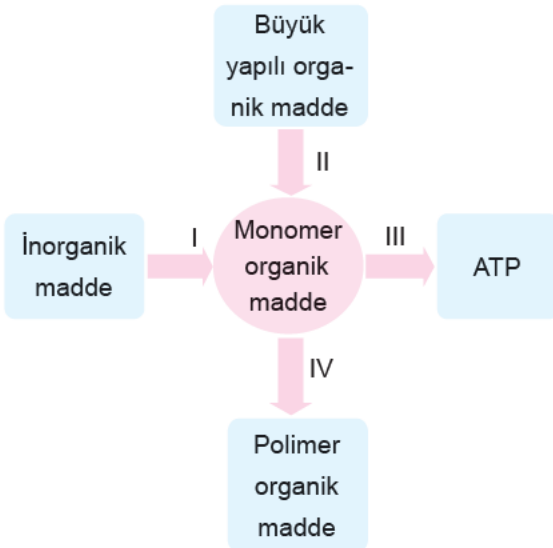 Büyük
yapılı orga-
nik madde
II
İnorganik
madde
I
Monomer
organik
madde
III
ATP
IV
Polimer
organik
madde